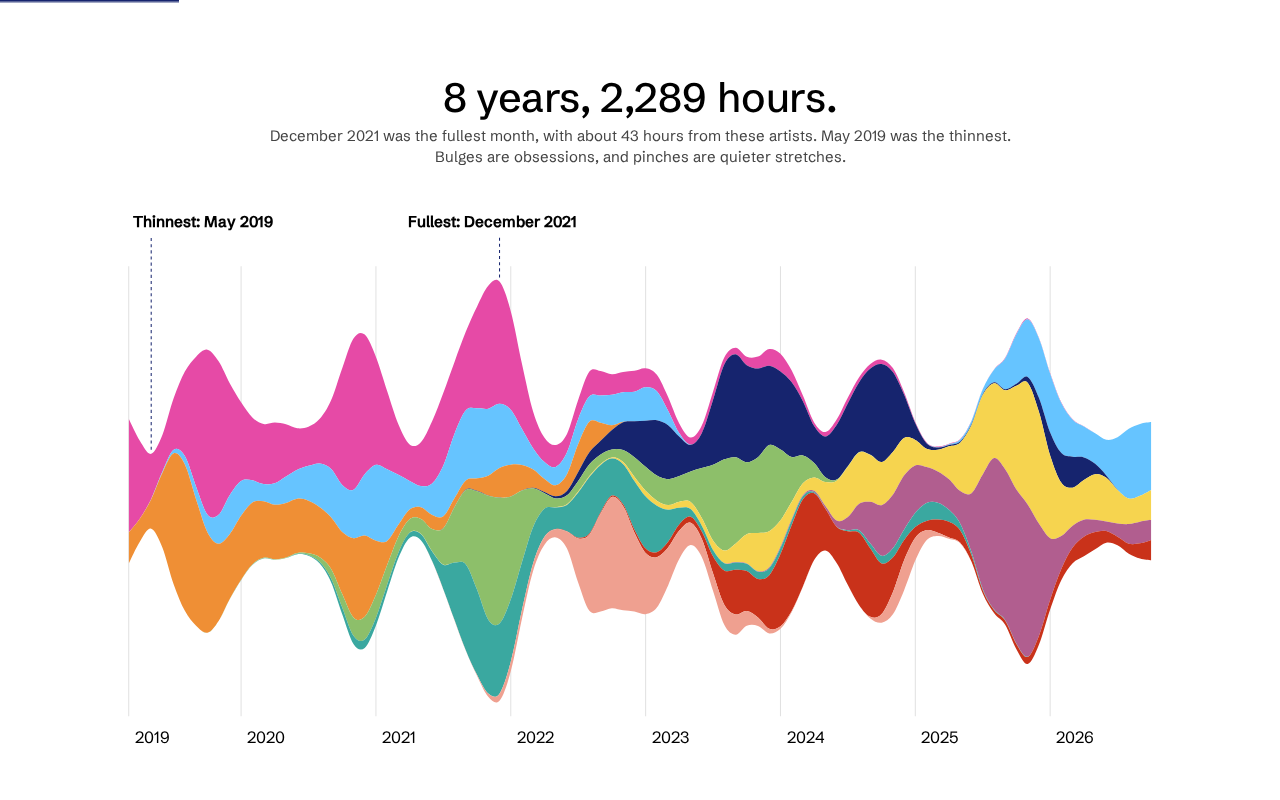 8 years, 2,289 hours.
December 2021 was the fullest month, with about 43 hours from these artists. May 2019 was the thinnest.
Bulges are obsessions, and pinches are quieter stretches.
Thinnest: May 2019
Fullest: December 2021
2019
2020
2021
2022
2023
2024
2025
2026